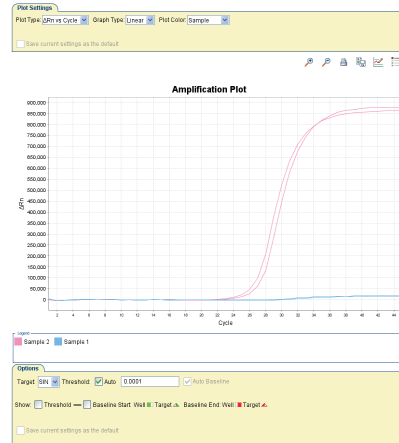 Plot Settings
Plot Type: ΔRn vs Cycle Graph Type: Linear Plot Color: Sample
Save current settings as the default
Amplification Plot
900,000
850,000
800,000
750,000
700,000
650,000
600,000
550,000
500,000
450,000
400,000
350,000
300,000
250,000
200,000
150,000
100,000
50,000
0
ΔRn
2 4 6 8 10 12 14 16 18 20 22 24 26 28 30 32 34 36 38 40 42 44
Cycle
Legend
Sample 2 Sample 1
Options
Target: SIN Threshold: Auto 0.0001 Auto Baseline
Show: Threshold Baseline Start: Well Target Baseline End: Well Target
Save current settings as the default